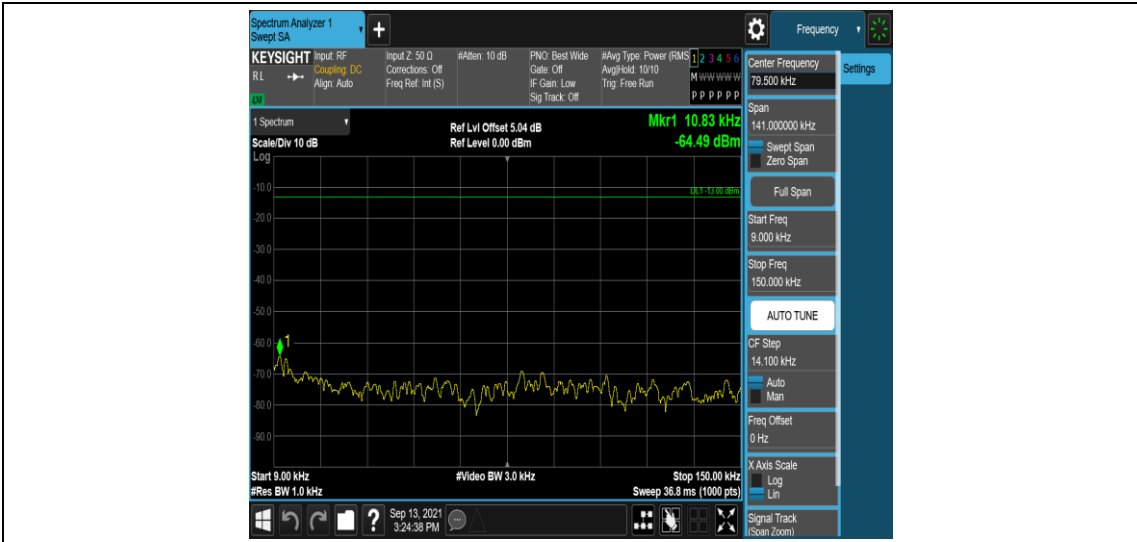 Spectrum Analyzer 1
Swept SA
+
Frequency
KEYSIGHT
RL
LXI
Input: RF
Coupling: DC
Align: Auto
Input Z: 50 Ω
Corrections: Off
Freq Ref: Int (S)
#Atten: 10 dB
PNO: Best Wide
Gate: Off
IF Gain: Low
Sig Track: Off
#Avg Type: Power (RMS
Avg|Hold: 10/10
Trig: Free Run
1 2 3 4 5 6
M W W W W W
P P P P P P
1 Spectrum
Scale/Div 10 dB
Log
Ref Lvl Offset 5.04 dB
Ref Level 0.00 dBm
Mkr1 10.83 kHz
-64.49 dBm
DL1 -13.00 dBm
-10.0
-20.0
-30.0
-40.0
-50.0
-60.0
1
-70.0
-80.0
-90.0
Start 9.00 kHz
#Res BW 1.0 kHz
#Video BW 3.0 kHz
Stop 150.00 kHz
Sweep 36.8 ms (1000 pts)
?
Sep 13, 2021
3:24:38 PM
Center Frequency
79.500 kHz
Settings
Span
141.000000 kHz
Swept Span
Zero Span
Full Span
Start Freq
9.000 kHz
Stop Freq
150.000 kHz
AUTO TUNE
CF Step
14.100 kHz
Auto
Man
Freq Offset
0 Hz
X Axis Scale
Log
Lin
Signal Track
(Span Zoom)